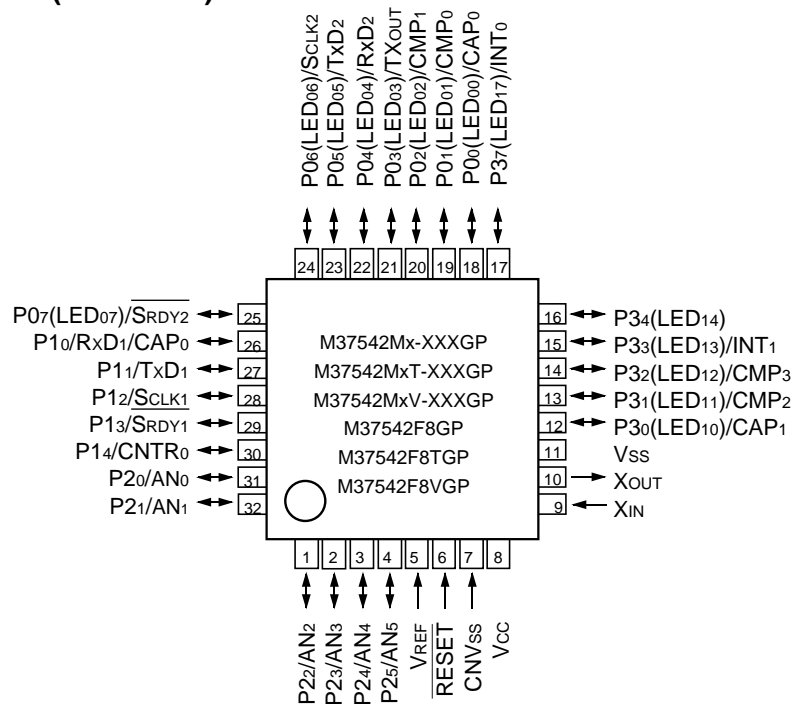 P06(LED06)/SCLK2
P05(LED05)/TxD2
P04(LED04)/RxD2
P03(LED03)/TXOUT
P02(LED02)/CMP1
P01(LED01)/CMP0
P00(LED00)/CAP0
P37(LED17)/INT0
24 23 22 21 20 19 18 17
P07(LED07)/SRDY2 25
P10/RxD1/CAP0 26
P11/TxD1 27
P12/SCLK1 28
P13/SRDY1 29
P14/CNTR0 30
P20/AN0 31
P21/AN1 32
M37542Mx-XXXGP
M37542MxT-XXXGP
M37542MxV-XXXGP
M37542F8GP
M37542F8TGP
M37542F8VGP
16 P34(LED14)
15 P33(LED13)/INT1
14 P32(LED12)/CMP3
13 P31(LED11)/CMP2
12 P30(LED10)/CAP1
11 VSS
10 XOUT
9 XIN
1 2 3 4 5 6 7 8
P22/AN2
P23/AN3
P24/AN4
P25/AN5
VREF
RESET
CNVSS
VCC